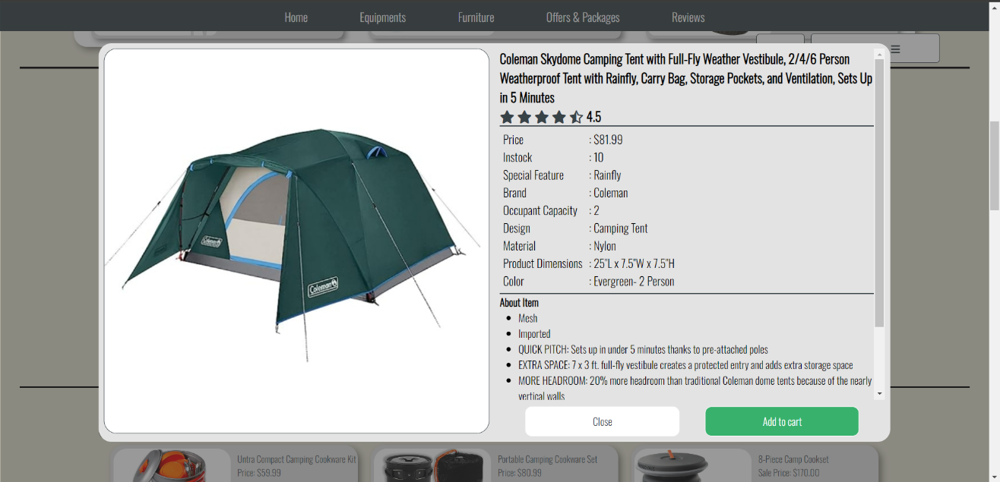 Home Equipments Furniture Offers & Packages Reviews
Coleman Skydome Camping Tent with Full-Fly Weather Vestibule, 2/4/6 Person
Weatherproof Tent with Rainfly, Carry Bag, Storage Pockets, and Ventilation, Sets Up
in 5 Minutes
4.5
Price : $81.99
Instock : 10
Special Feature : Rainfly
Brand : Coleman
Occupant Capacity : 2
Design : Camping Tent
Material : Nylon
Product Dimensions : 25"L x 7.5"W x 7.5"H
Color : Evergreen- 2 Person
About Item
Mesh
Imported
QUICK PITCH: Sets up in under 5 minutes thanks to pre-attached poles
EXTRA SPACE: 7 x 3 ft. full-fly vestibule creates a protected entry and adds extra storage space
MORE HEADROOM: 20% more headroom than traditional Coleman dome tents because of the nearly
vertical walls
Coleman
Coleman
Close Add to cart
Untra Compact Camping Cookware Kit Portable Camping Cookware Set 8-Piece Camp Cookset
Price: $59.99 Price: $80.99 Sale Price: $170.00